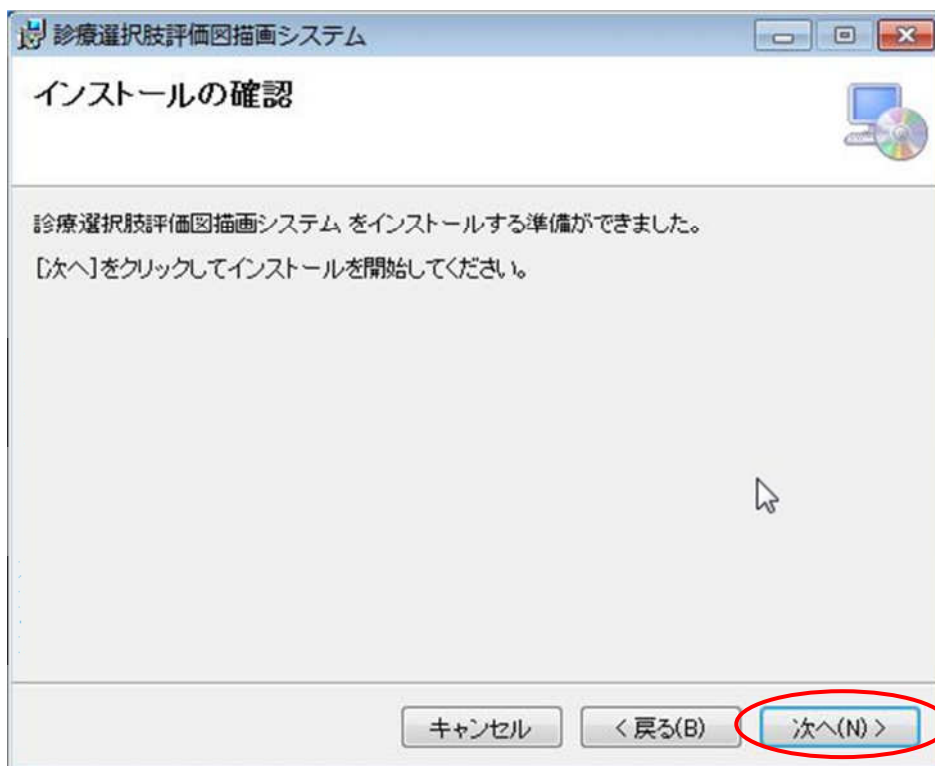 診療選択肢評価図描画システム
インストールの確認
診療選択肢評価図描画システム をインストールする準備ができました。
[次へ]をクリックしてインストールを開始してください。
キャンセル
< 戻る(B)
次へ(N) >